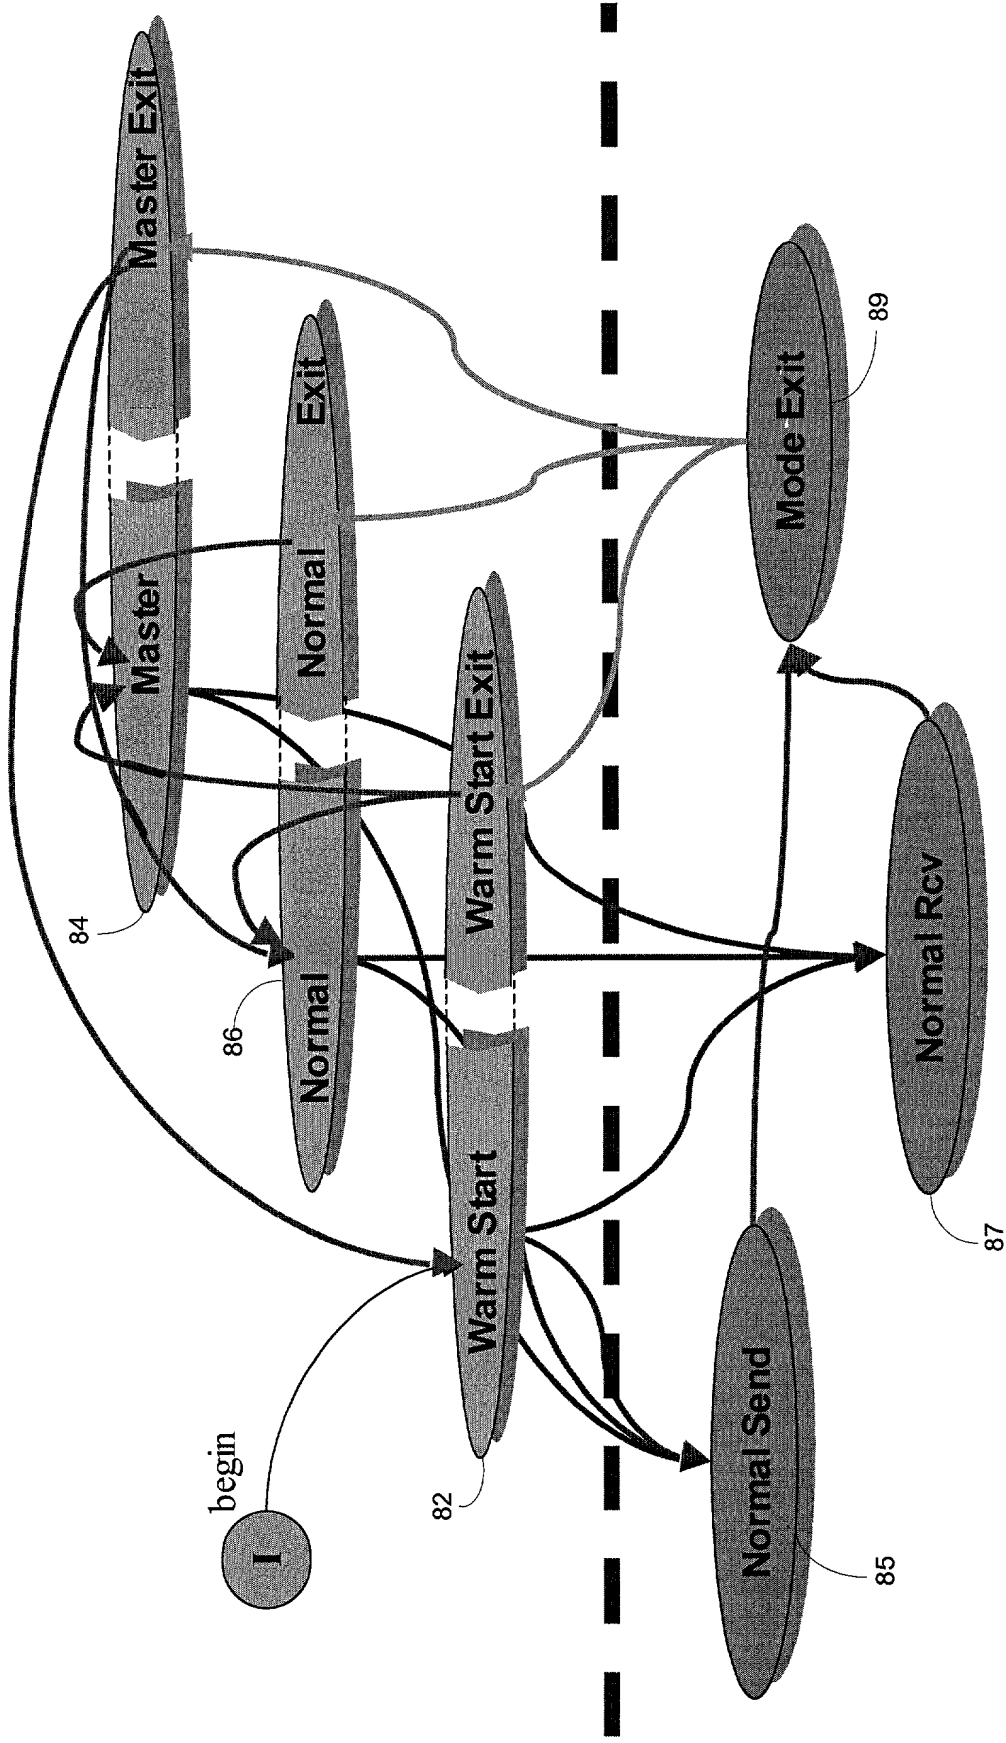 84
Master
Master Exit
86
Normal
Normal
Exit
I
begin
82
Warm Start
Warm Start Exit
85
Normal Send
87
Normal Rcv
Mode Exit
89